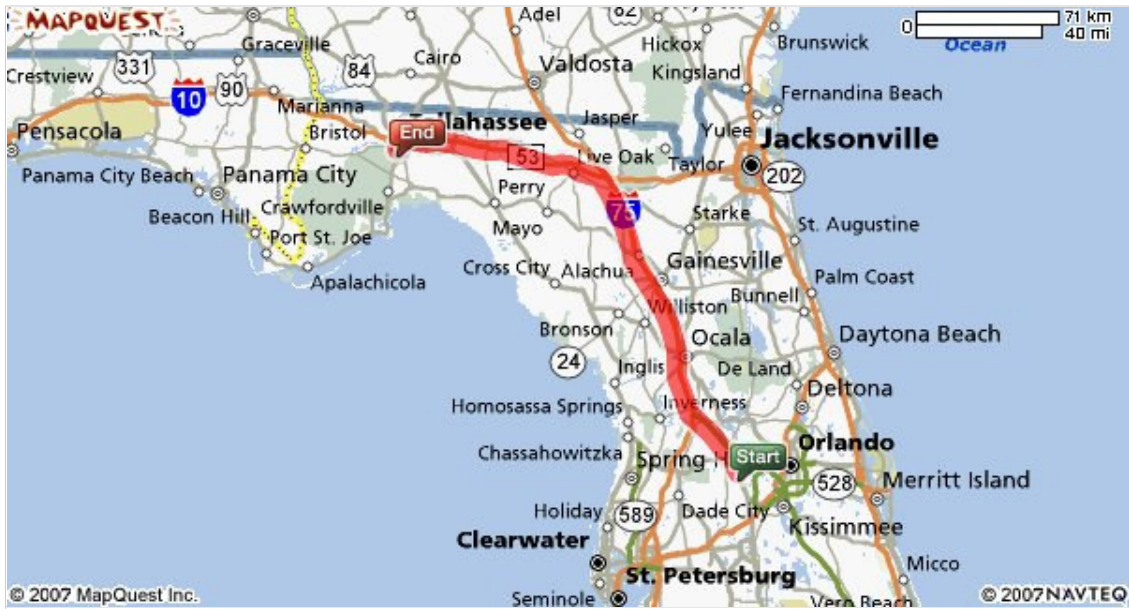 MAPQUEST
Adel
82
71 km
0
40 mi
Ocean
Graceville
Hickox
Brunswick
Crestview
331
Cairo
84
Valdosta
Kingsland
10
90
Marianna
Fernandina Beach
Pensacola
Bristol
End
Jasper
Yulee
Jacksonville
53
Live Oak
Taylor
202
Panama City Beach
Panama City
Perry
75
Beacon Hill
Crawfordville
Mayo
Starke
St. Augustine
Port St. Joe
Cross City
Alachua
Gainesville
Apalachicola
Palm Coast
Williston
Bunnell
Bronson
Ocala
Daytona Beach
24
Inglis
De Land
Deltona
Homosassa Springs
Inverness
Chassahowitzka
Spring H
Start
Orlando
528
Merritt Island
Holiday
589
Dade City
Kissimmee
Clearwater
Micco
St. Petersburg
© 2007 MapQuest Inc.
Seminole
Vero Beach
© 2007 NAVTEQ